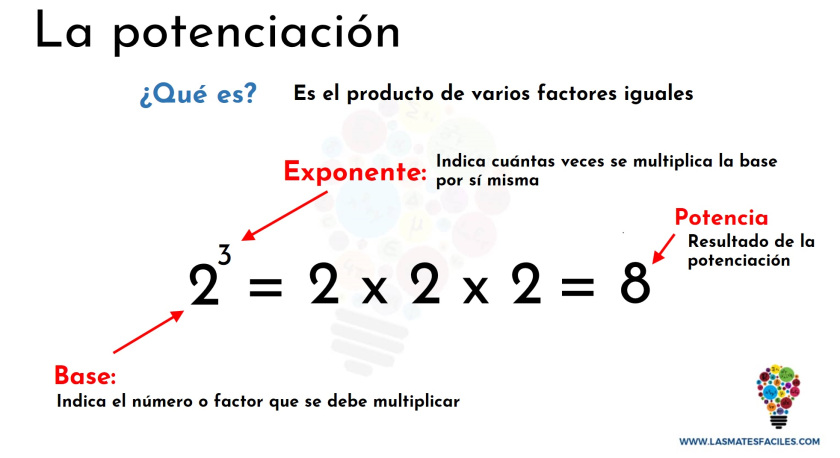 La potenciación
¿Qué es? Es el producto de varios factores iguales
Exponente: Indica cuántas veces se multiplica la base
por sí misma
Potencia
Resultado de la
potenciación
2³ = 2 x 2 x 2 = 8
Base:
Indica el número o factor que se debe multiplicar
WWW.LASMATESFACILES.COM